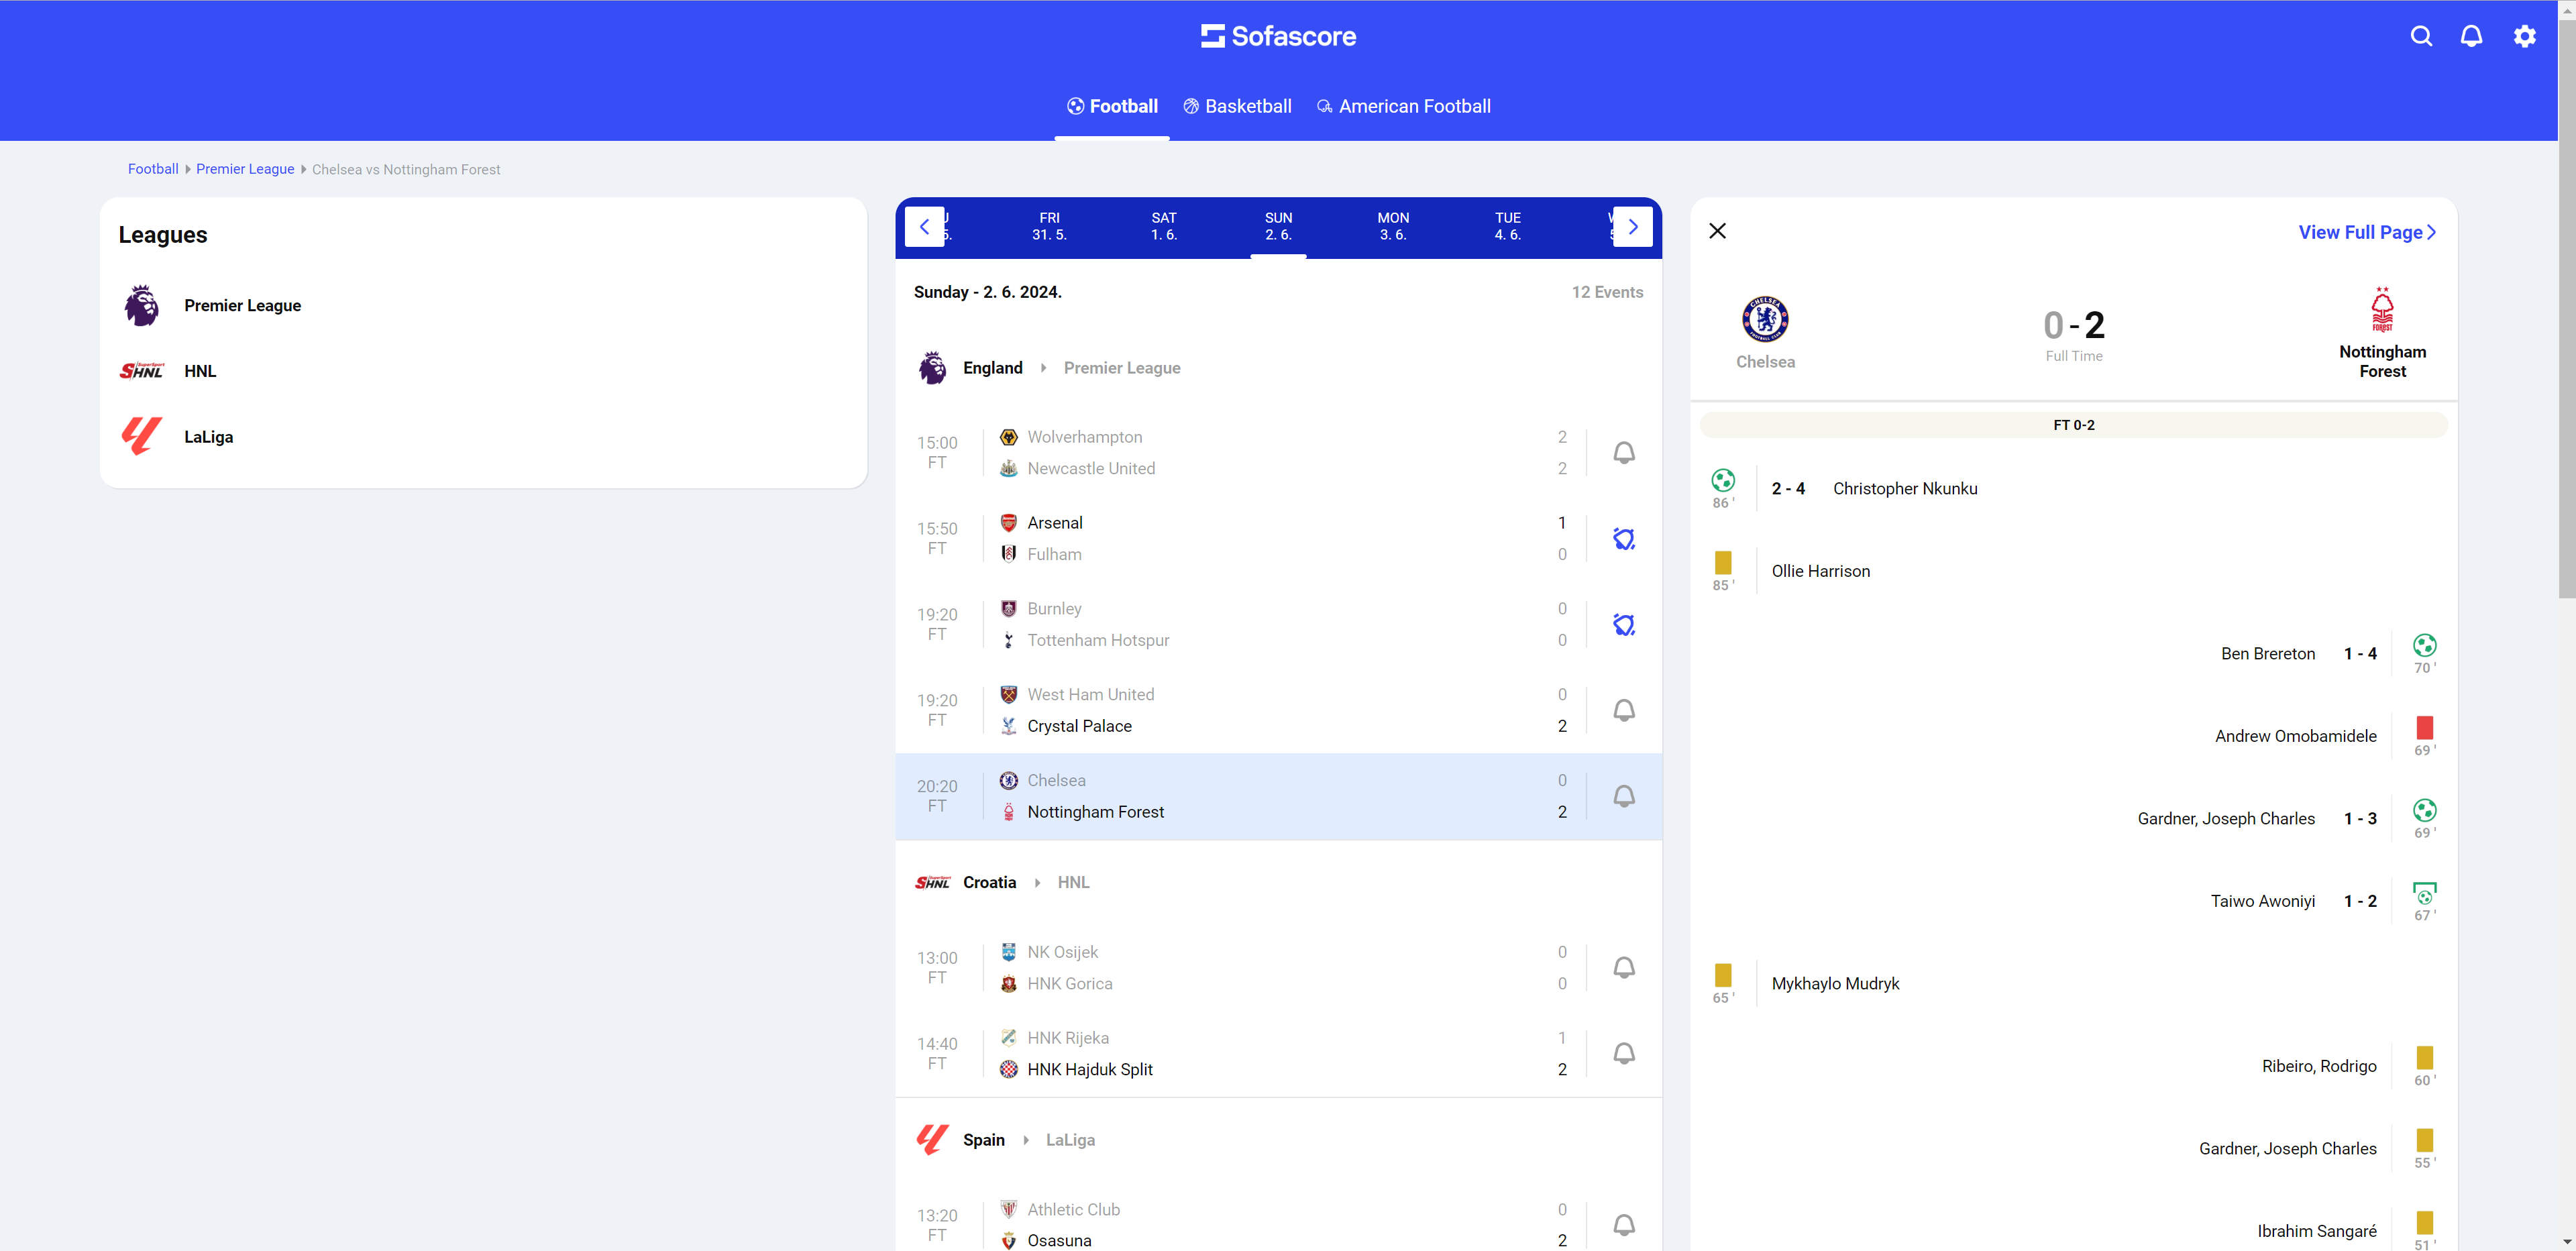 Sofascore
Football
Basketball
American Football
Football
Premier League
Chelsea vs Nottingham Forest
Leagues
Premier League
HNL
LaLiga
FRI
31. 5.
SAT
1. 6.
SUN
2. 6.
MON
3. 6.
TUE
4. 6.
Sunday - 2. 6. 2024.
12 Events
England
Premier League
15:00
FT
Wolverhampton
2
Newcastle United
2
15:50
FT
Arsenal
1
Fulham
0
19:20
FT
Burnley
0
Tottenham Hotspur
0
19:20
FT
West Ham United
0
Crystal Palace
2
20:20
FT
Chelsea
0
Nottingham Forest
2
Croatia
HNL
13:00
FT
NK Osijek
0
HNK Gorica
0
14:40
FT
HNK Rijeka
1
HNK Hajduk Split
2
Spain
LaLiga
13:20
FT
Athletic Club
0
Osasuna
2
View Full Page
Chelsea
0 - 2
Full Time
Nottingham
Forest
FT 0-2
86 '
2 - 4
Christopher Nkunku
85 '
Ollie Harrison
Ben Brereton
1 - 4
70 '
Andrew Omobamidele
69 '
Gardner, Joseph Charles
1 - 3
69 '
Taiwo Awoniyi
1 - 2
67 '
65 '
Mykhaylo Mudryk
Ribeiro, Rodrigo
60 '
Gardner, Joseph Charles
55 '
Ibrahim Sangaré
51 '